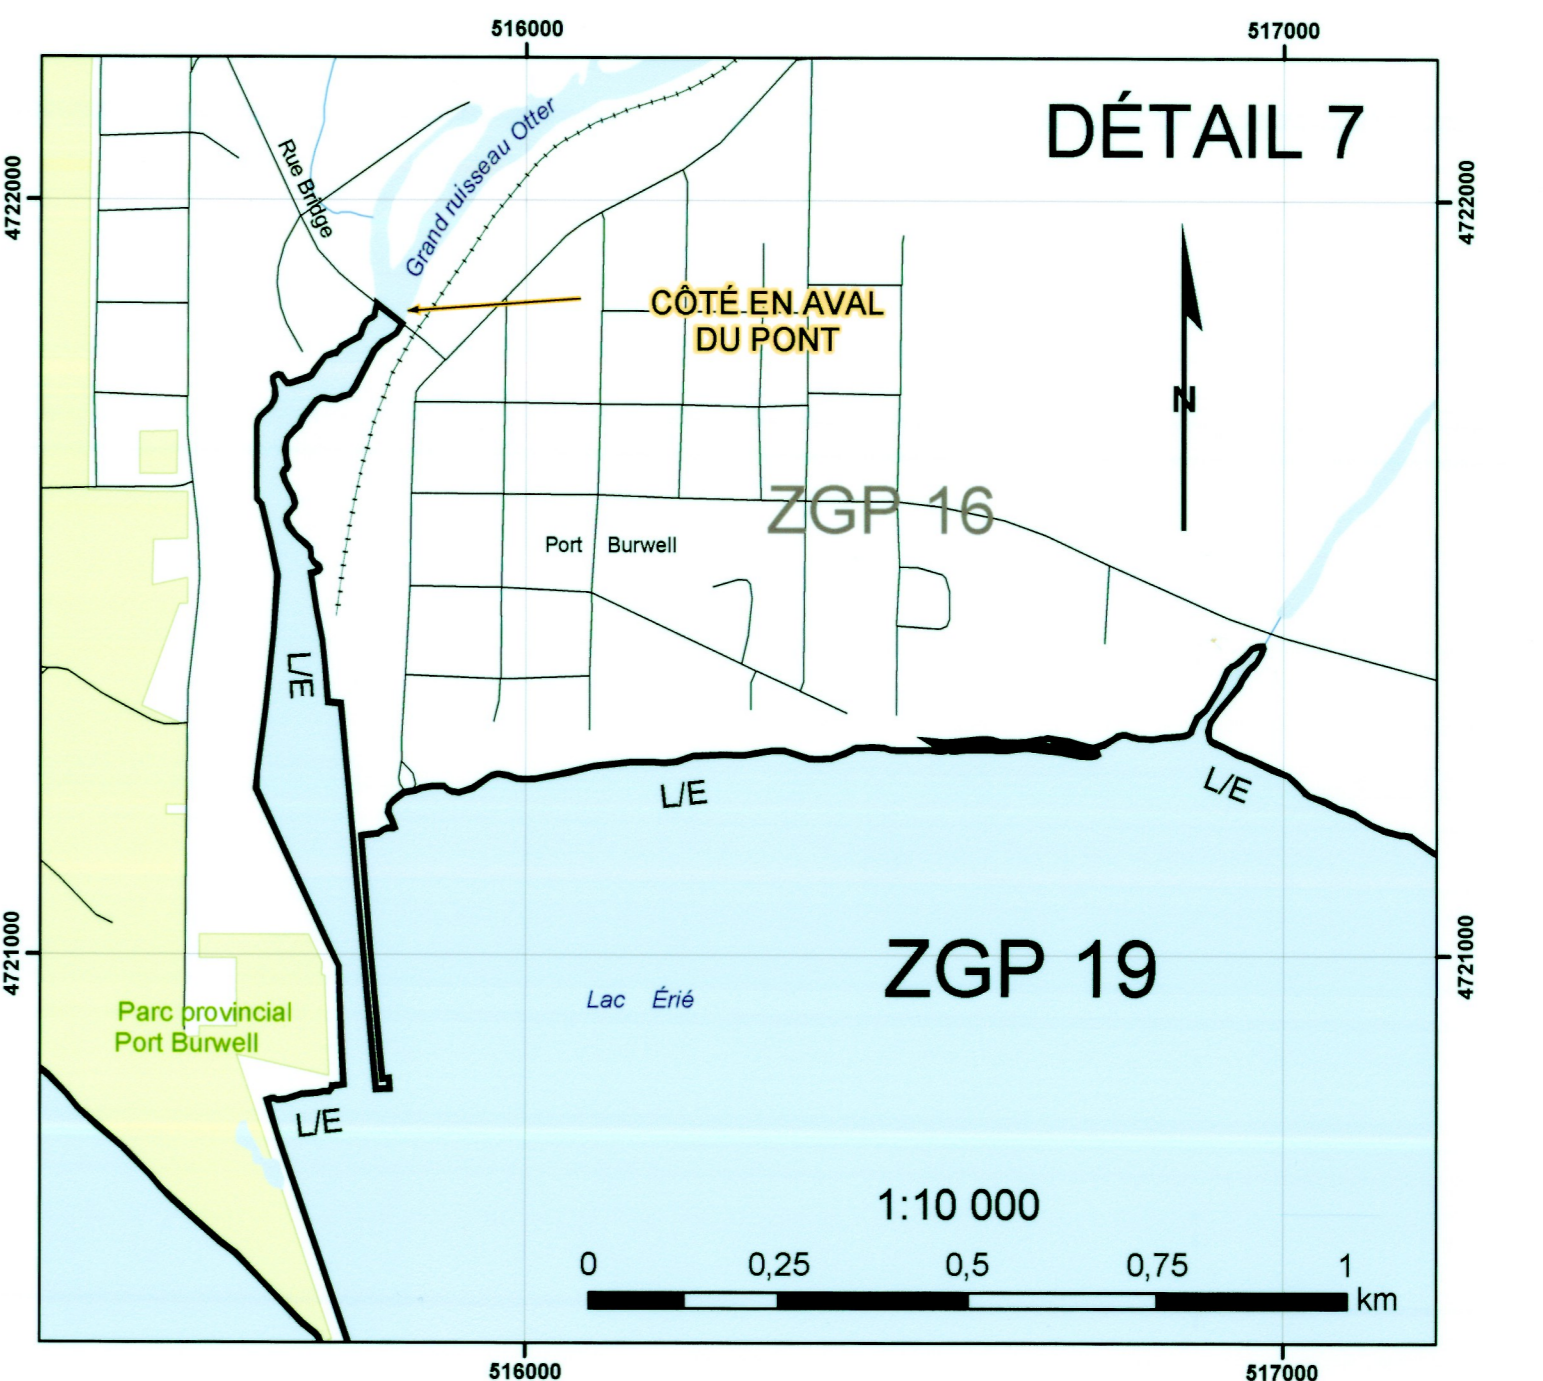 516000
517000
DÉTAIL 7
Grand ruisseau Otter
Rue Bridge
4722000
4722000
CÔTÉ EN AVAL
DU PONT
N
ZGP 16
Port Burwell
L/E
L/E
L/E
4721000
4721000
ZGP 19
Lac Érié
Parc provincial
Port Burwell
L/E
1:10 000
0 0,25 0,5 0,75 1
km
516000
517000